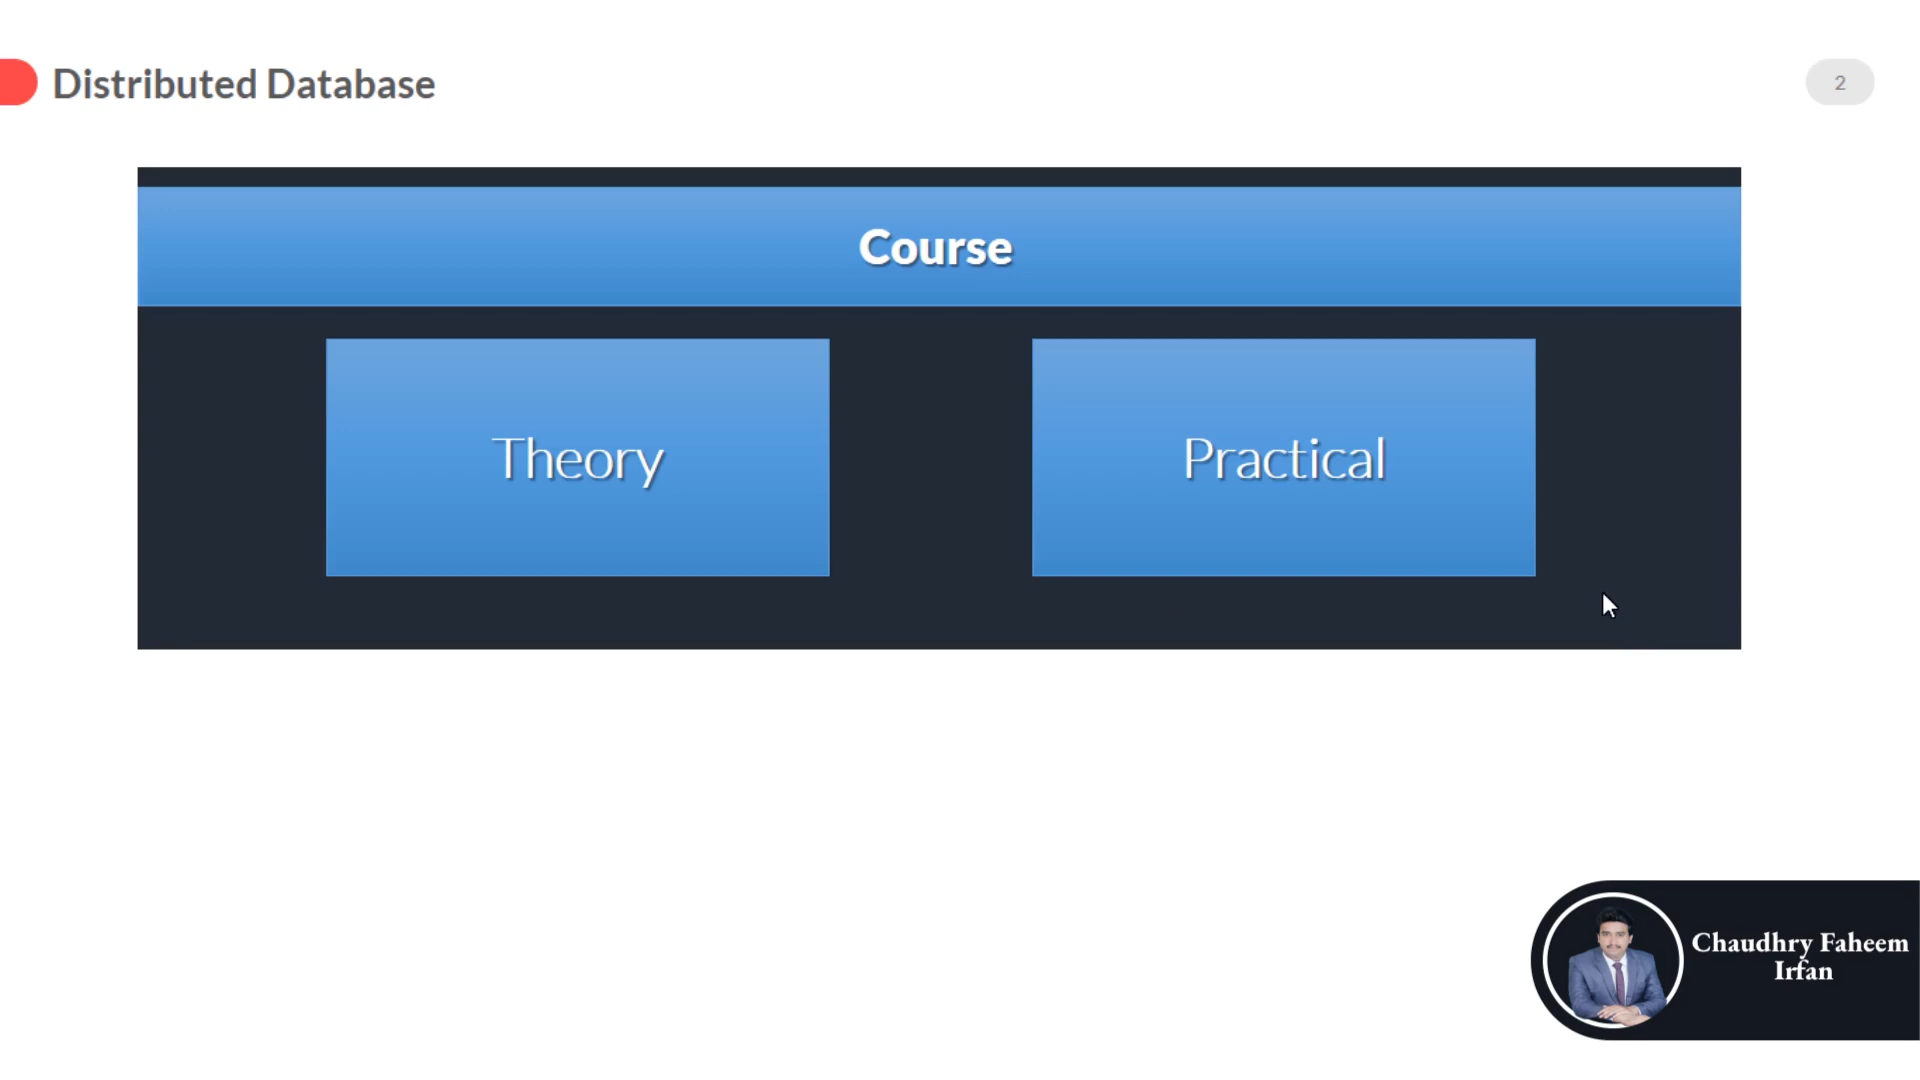 Distributed Database
2
Course
Theory
Practical
Chaudhry Faheem
Irfan